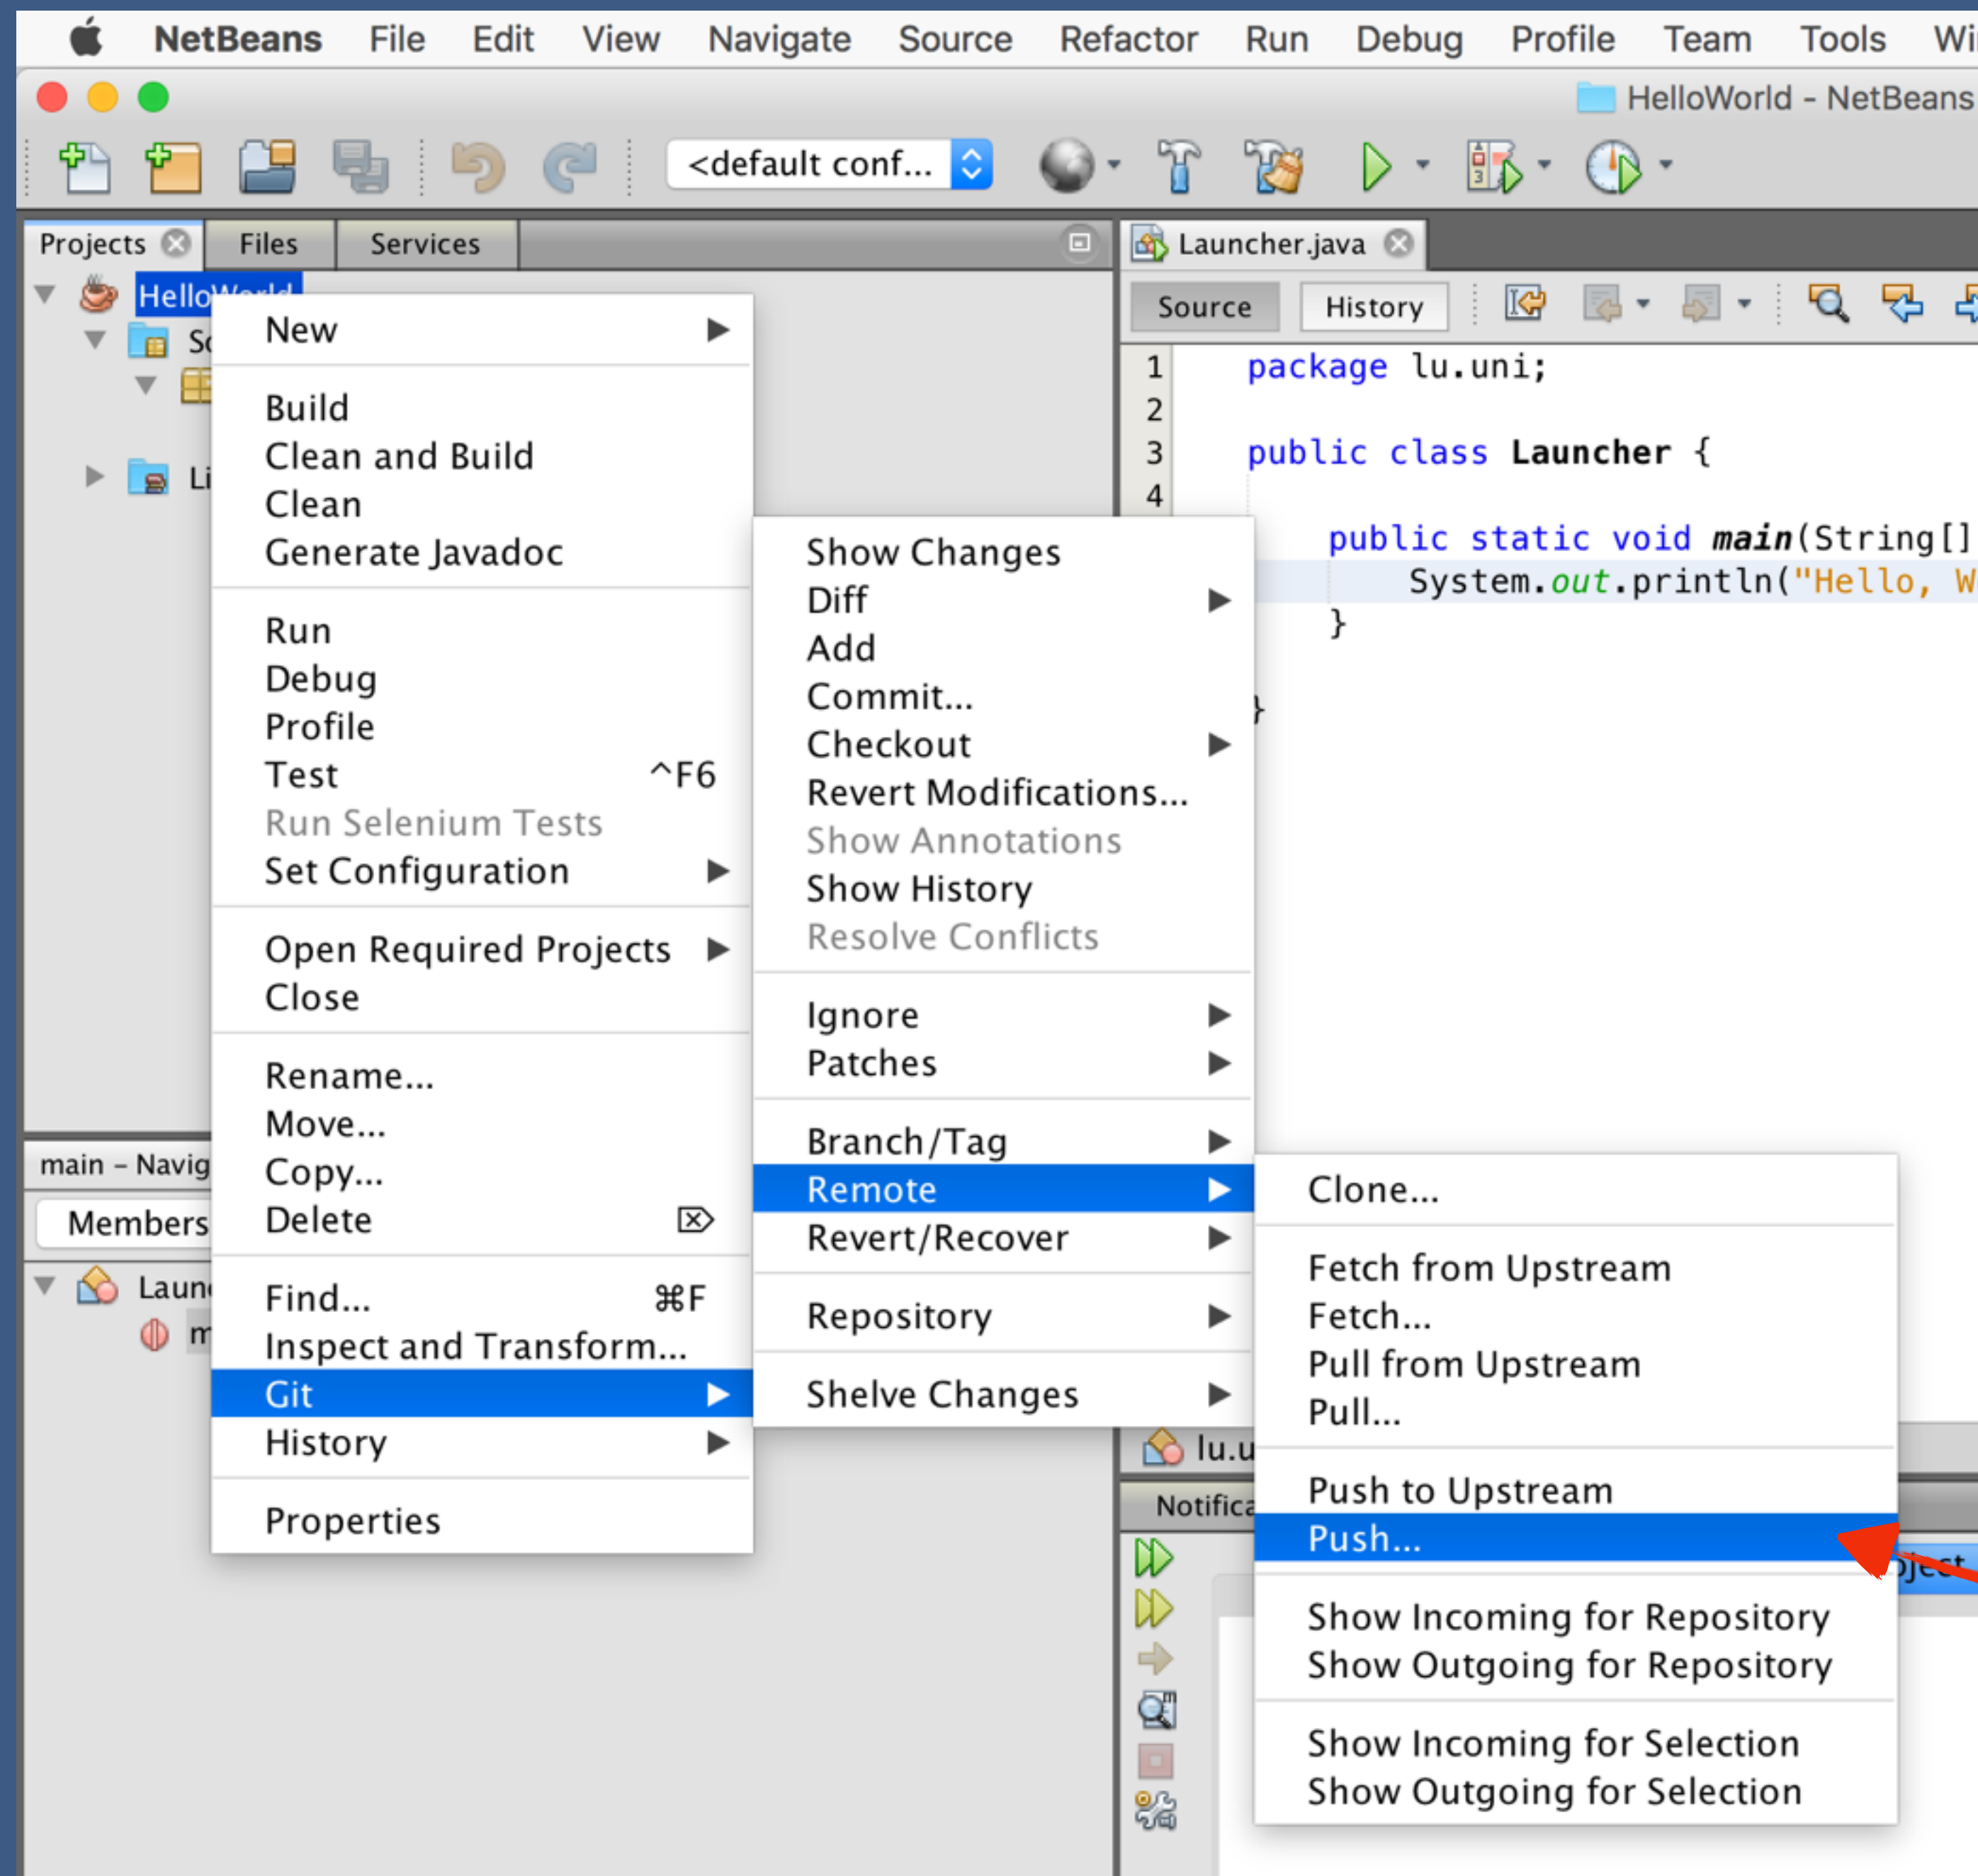 NetBeans File Edit View Navigate Source Refactor Run Debug Profile Team Tools
HelloWorld - NetBeans
<default conf...
Projects Files Services
Launcher.java
HelloWorld
Source History
New
Build
Clean and Build
Clean
Generate Javadoc
Run
Debug
Profile
Test ^F6
Run Selenium Tests
Set Configuration
Open Required Projects
Close
Rename...
Move...
Copy...
Delete
Find... ⌘F
Inspect and Transform...
Git
History
Properties
Show Changes
Diff
Add
Commit...
Checkout
Revert Modifications...
Show Annotations
Show History
Resolve Conflicts
Ignore
Patches
Branch/Tag
Remote
Revert/Recover
Repository
Shelve Changes
Clone...
Fetch from Upstream
Fetch...
Pull from Upstream
Pull...
Push to Upstream
Push...
Show Incoming for Repository
Show Outgoing for Repository
Show Incoming for Selection
Show Outgoing for Selection
1 package lu.uni;
2
3 public class Launcher {
4
public static void main(String[]
System.out.println("Hello,
}
}
main -
Members